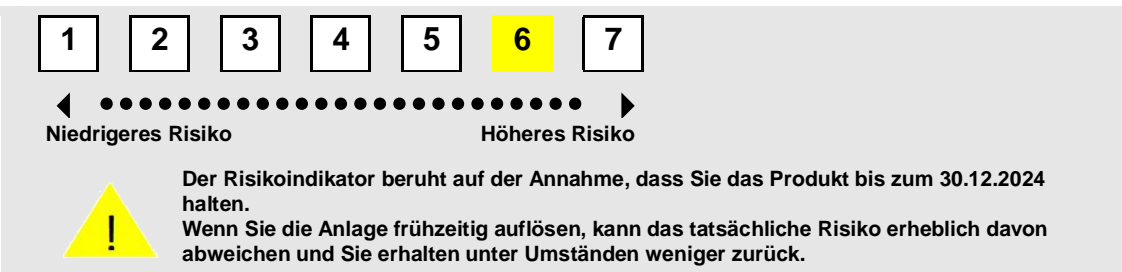 1 2 3 4 5 6 7
Niedrigeres Risiko Höheres Risiko
Der Risikoindikator beruht auf der Annahme, dass Sie das Produkt bis zum 30.12.2024
halten.
Wenn Sie die Anlage frühzeitig auflösen, kann das tatsächliche Risiko erheblich davon
abweichen und Sie erhalten unter Umständen weniger zurück.
!